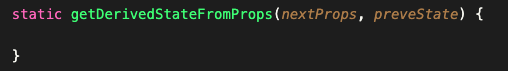 static getDerivedStateFromProps(nextProps, preveState) {
}